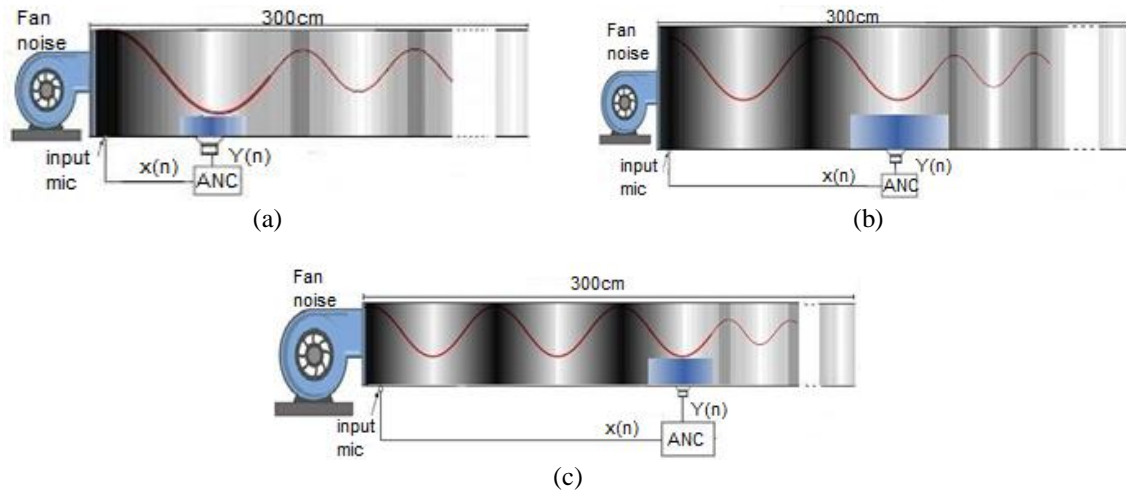 300cm
Fan
noise
input
mic
x(n)
Y(n)
ANC
(a)
300cm
Fan
noise
input
mic
x(n)
Y(n)
ANC
(b)
300cm
Fan
noise
input
mic
x(n)
Y(n)
ANC
(c)